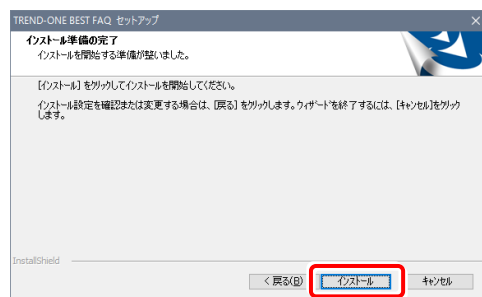 TREND-ONE BEST FAQ セットアップ
インストール準備の完了
インストールを開始する準備が整いました。
[インストール] をクリックしてインストールを開始してください。
インストール設定を確認または変更する場合は、[戻る] をクリックします。ウィザードを終了するには、[キャンセル]をクリック
します。
InstallShield
< 戻る(B)
インストール
キャンセル